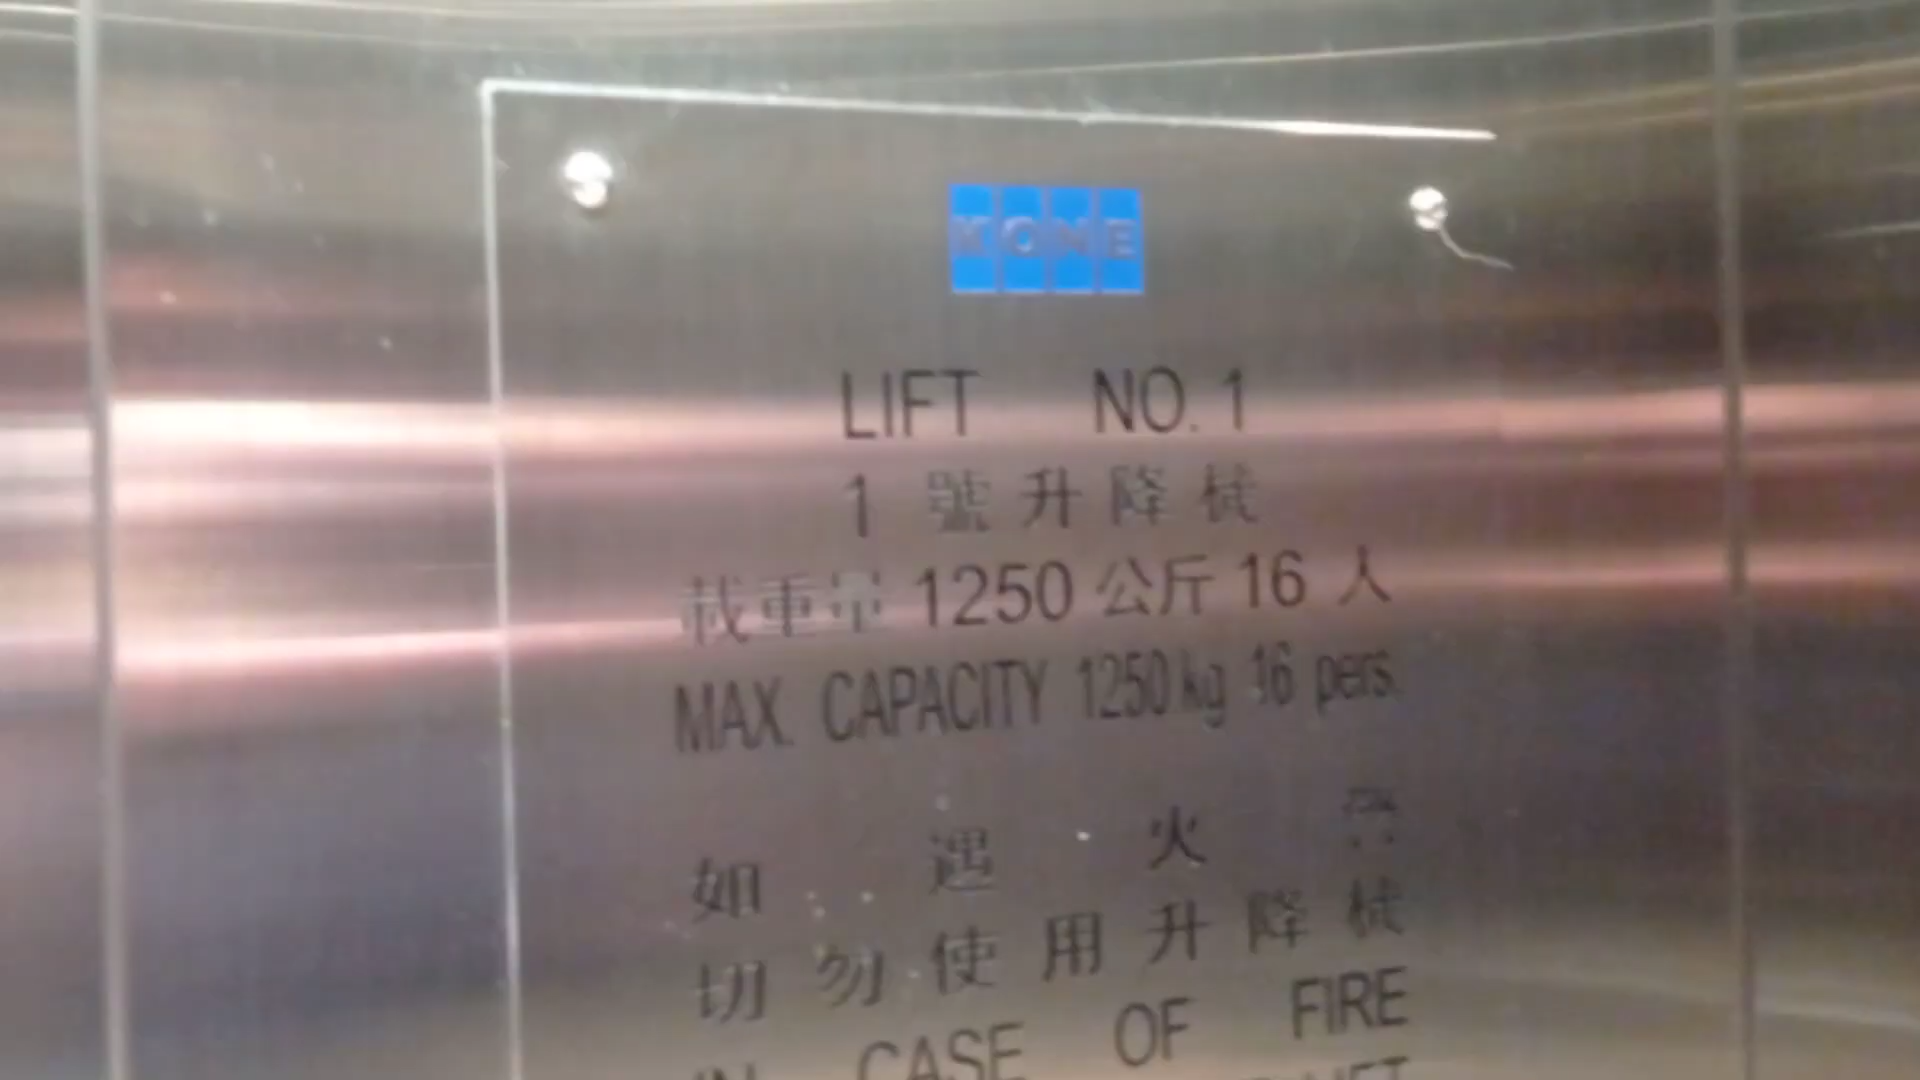 KONE
LIFT NO. 1
1 號升降機
載重量 1250 公斤 16 人
MAX. CAPACITY 1250 kg 16 pers.
如遇火
切勿使用升降機
IN CASE OF FIRE
LIFT